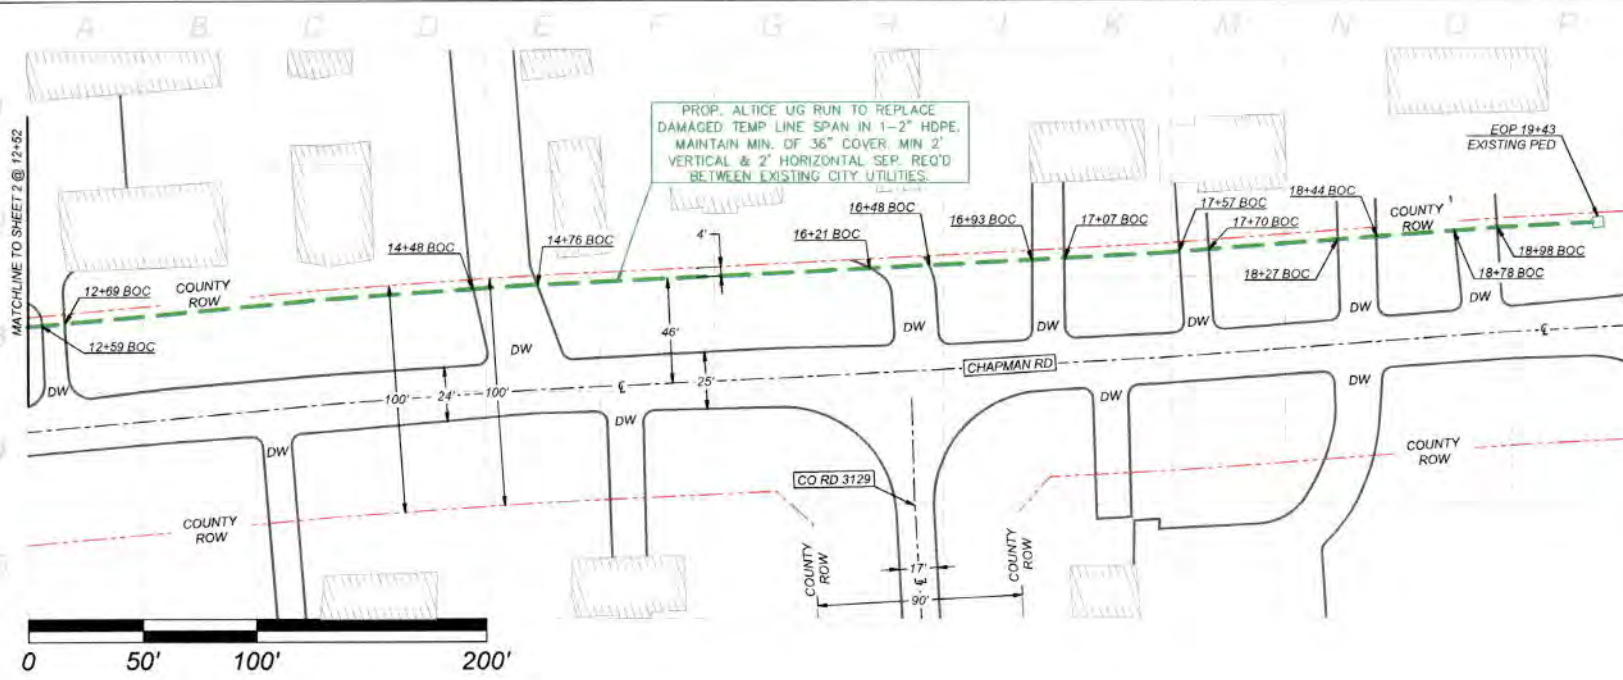 A B C D E F G H J K M N O P
PROP. ALTICE UG RUN TO REPLACE
DAMAGED TEMP LINE SPAN IN 1-2" HDPE.
MAINTAIN MIN. OF 36" COVER. MIN 2'
VERTICAL & 2' HORIZONTAL SEP. REQ'D
BETWEEN EXISTING CITY UTILITIES.
EOP 19+43
EXISTING PED
MATCHLINE TO SHEET 2 @ 12+52
12+69 BOC
12+59 BOC
COUNTY
ROW
14+48 BOC
14+76 BOC
4'
16+21 BOC
16+48 BOC
16+93 BOC
17+07 BOC
17+57 BOC
17+70 BOC
18+44 BOC
18+27 BOC
COUNTY
ROW
18+98 BOC
18+78 BOC
DW
DW
DW
DW
DW
DW
DW
46'
100'
24'
100'
25'
CHAPMAN RD
DW
DW
DW
DW
CO RD 3129
COUNTY
ROW
COUNTY
ROW
COUNTY
ROW
COUNTY
ROW
17'
90'
0 50' 100' 200'